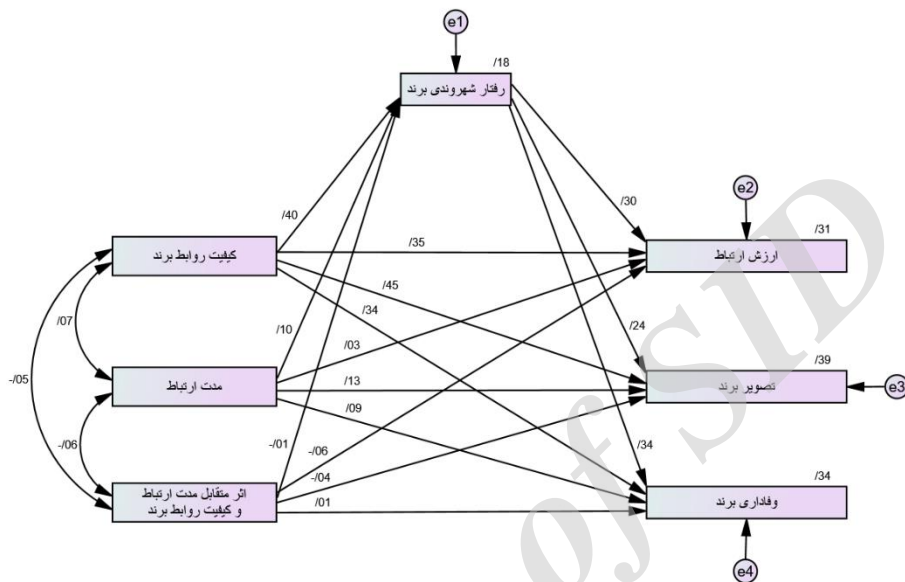 e1
/18
رفتار شهروندی برند
e2
/40
/30
/31
کیفیت روابط برند
/35
ارزش ارتباط
/45
/34
/07
/10
/24
/03
/39
-/05
مدت ارتباط
/13
تصویر برند
e3
/09
-/06
-/01
-/06
/34
-/04
/34
اثر متقابل مدت ارتباط
و کیفیت روابط برند
/01
وفاداری برند
e4
of SID